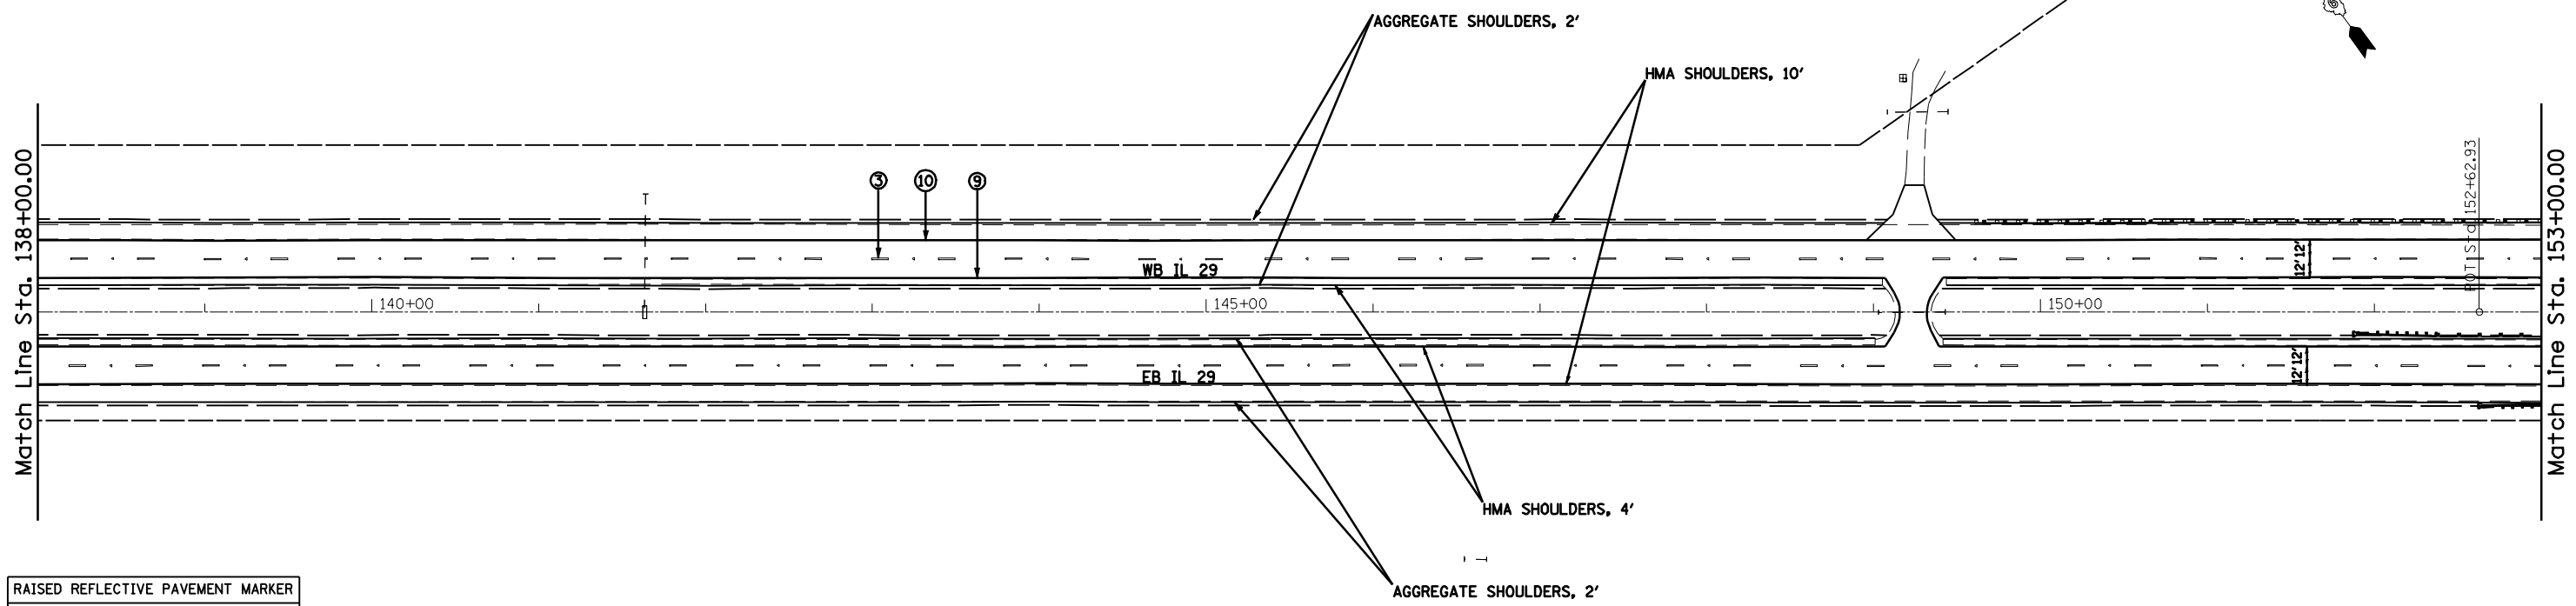 AGGREGATE SHOULDERS, 2'
HMA SHOULDERS, 10'
Match Line Sta. 138+00.00
3
10
9
WB IL 29
140+00
145+00
150+00
12' 12'
POT Sta 152+62.93
Match Line Sta. 153+00.00
EB IL 29
12' 12'
HMA SHOULDERS, 4'
AGGREGATE SHOULDERS, 2'
RAISED REFLECTIVE PAVEMENT MARKER